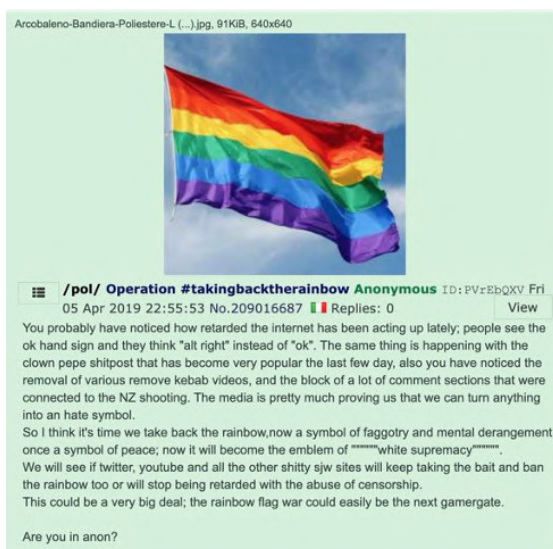 Arcobaleno-Bandiera-Poliestere-L (...).jpg, 91KiB, 640x640
/pol/ Operation #takingbacktherainbow Anonymous ID:PVrEbQXV Fri
05 Apr 2019 22:55:53 No.209016687 Replies: 0 View
You probably have noticed how retarded the internet has been acting up lately; people see the
ok hand sign and they think "alt right" instead of "ok". The same thing is happening with the
clown pepe shitpost that has become very popular the last few day, also you have noticed the
removal of various remove kebab videos, and the block of a lot of comment sections that were
connected to the NZ shooting. The media is pretty much proving us that we can turn anything
into an hate symbol.
So I think it's time we take back the rainbow,now a symbol of faggotry and mental derangement
once a symbol of peace; now it will become the emblem of """"""white supremacy"""""".
We will see if twitter, youtube and all the other shitty sjw sites will keep taking the bait and ban
the rainbow too or will stop being retarded with the abuse of censorship.
This could be a very big deal; the rainbow flag war could easily be the next gamergate.
Are you in anon?